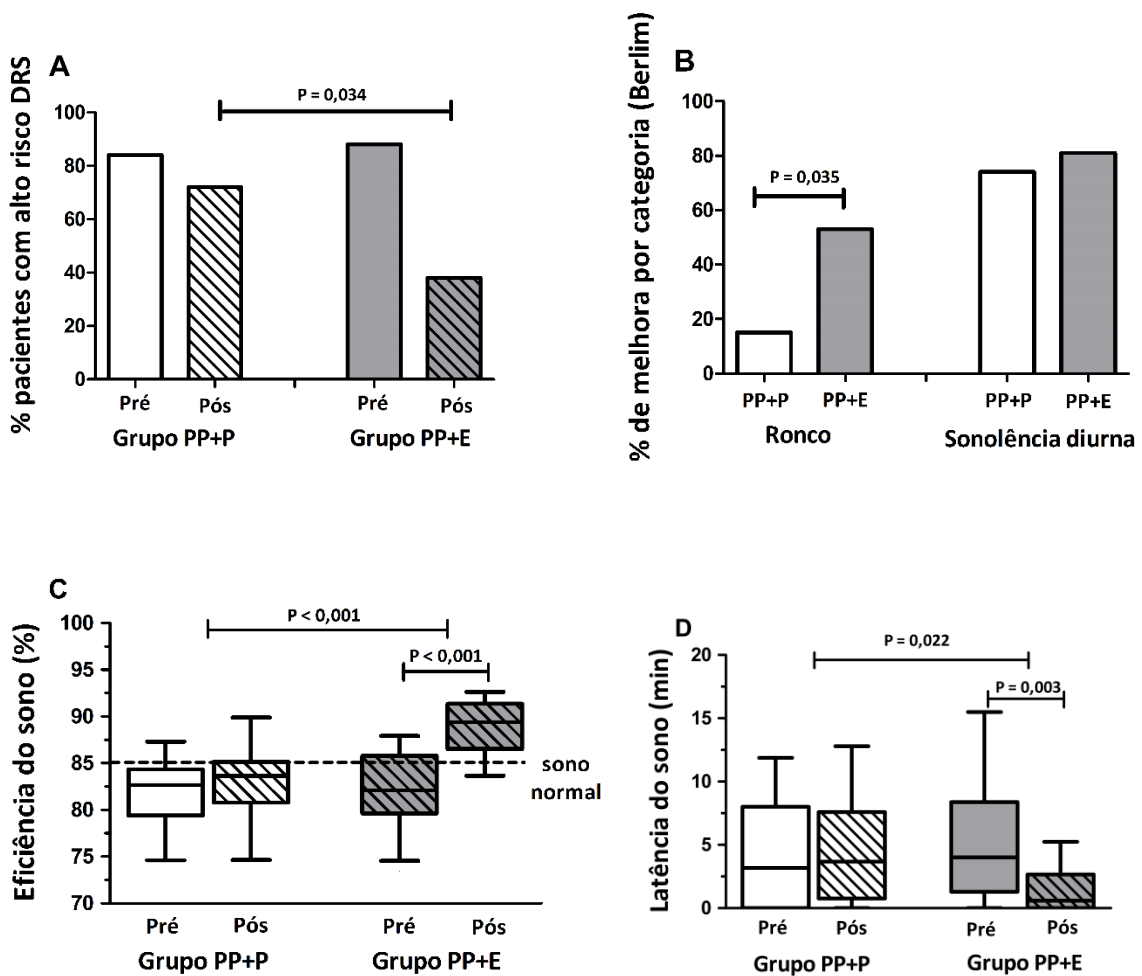 A
% pacientes com alto risco DRS
P = 0,034
100
80
60
40
20
0
Pré
Pós
Pré
Pós
Grupo PP+P
Grupo PP+E
B
% de melhora por categoria (Berlim)
100
80
60
40
20
0
P = 0,035
PP+P
PP+E
PP+P
PP+E
Ronco
Sonolência diurna
C
Eficiência do sono (%)
100
95
90
85
80
75
70
P < 0,001
P < 0,001
sono
normal
Pré
Pós
Pré
Pós
Grupo PP+P
Grupo PP+E
D
Latência do sono (min)
20
15
10
5
0
P = 0,022
P = 0,003
Pré
Pós
Pré
Pós
Grupo PP+P
Grupo PP+E